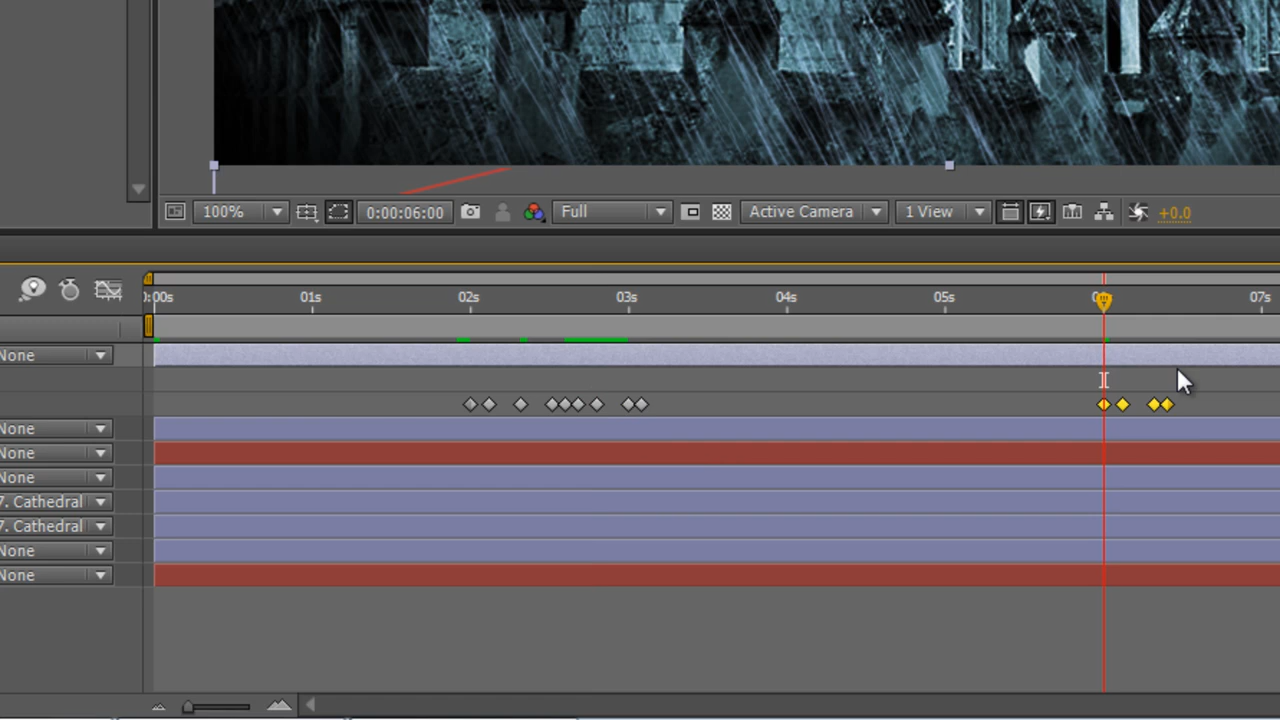 100% 0:00:06:00 Full Active Camera 1 View +0.0
0:00s 01s 02s 03s 04s 05s 07s
None
None
None
None
7. Cathedral
7. Cathedral
None
None